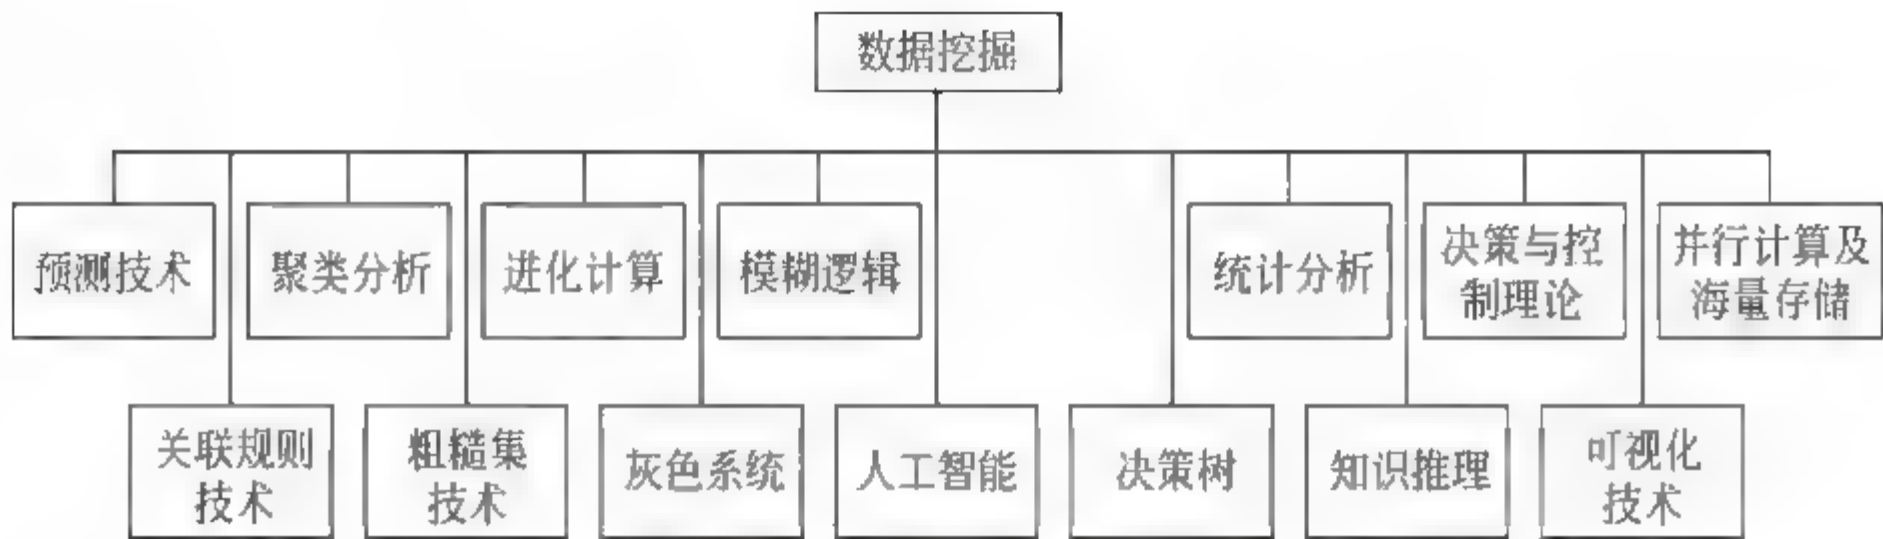 数据挖掘
预测技术
聚类分析
进化计算
模糊逻辑
统计分析
决策与控
制理论
并行计算及
海量存储
关联规则
技术
粗糙集
技术
灰色系统
人工智能
决策树
知识推理
可视化
技术